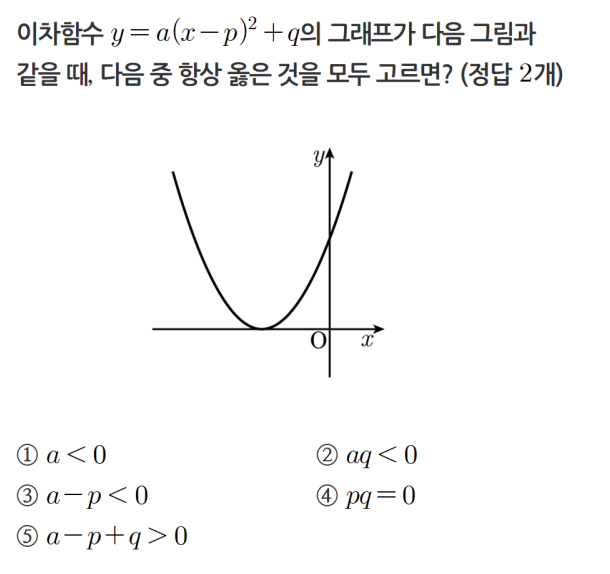 이차함수 y=a(x-p)²+q의 그래프가 다음 그림과
같을 때, 다음 중 항상 옳은 것을 모두 고르면? (정답 2개)
y
O x
① a<0 ② aq<0
③ a-p<0 ④ pq=0
⑤ a-p+q>0